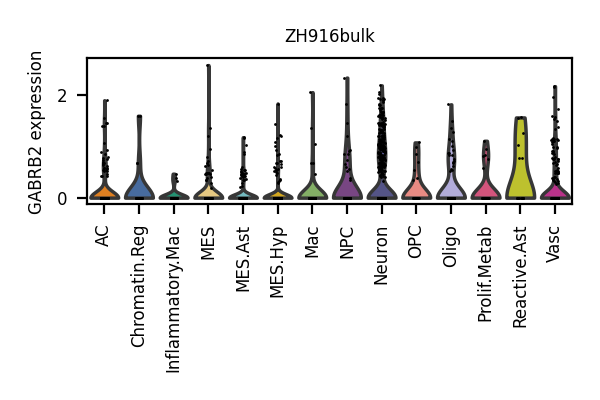 ZH916bulk
GABRB2 expression
2
0
AC
Chromatin.Reg
Inflammatory.Mac
MES
MES.Ast
MES.Hyp
Mac
NPC
Neuron
OPC
Oligo
Prolif.Metab
Reactive.Ast
Vasc